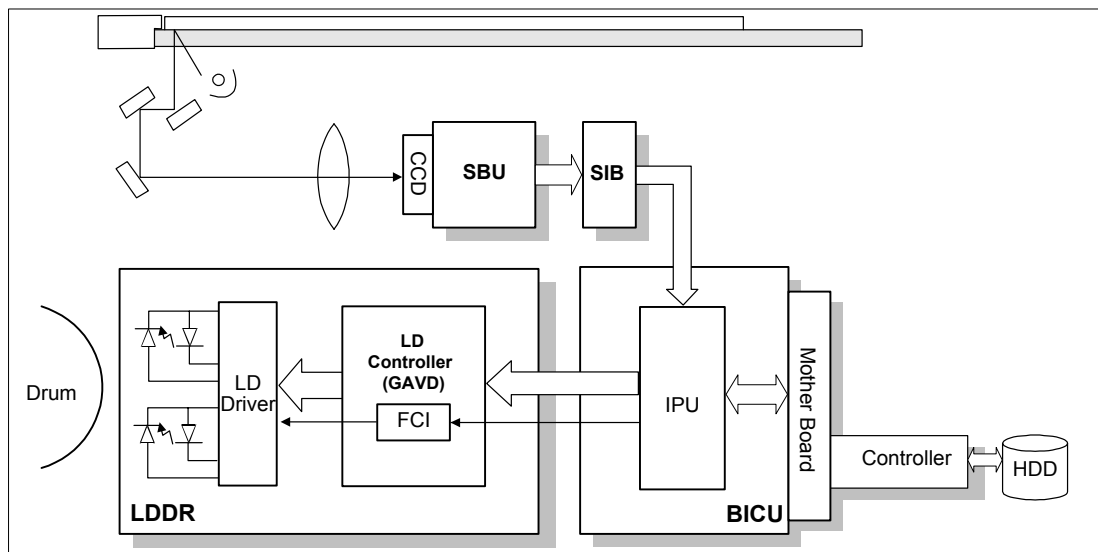 CCD
SBU
SIB
Drum
LD
Driver
LD
Controller
(GAVD)
FCI
IPU
Mother Board
Controller
HDD
LDDR
BICU